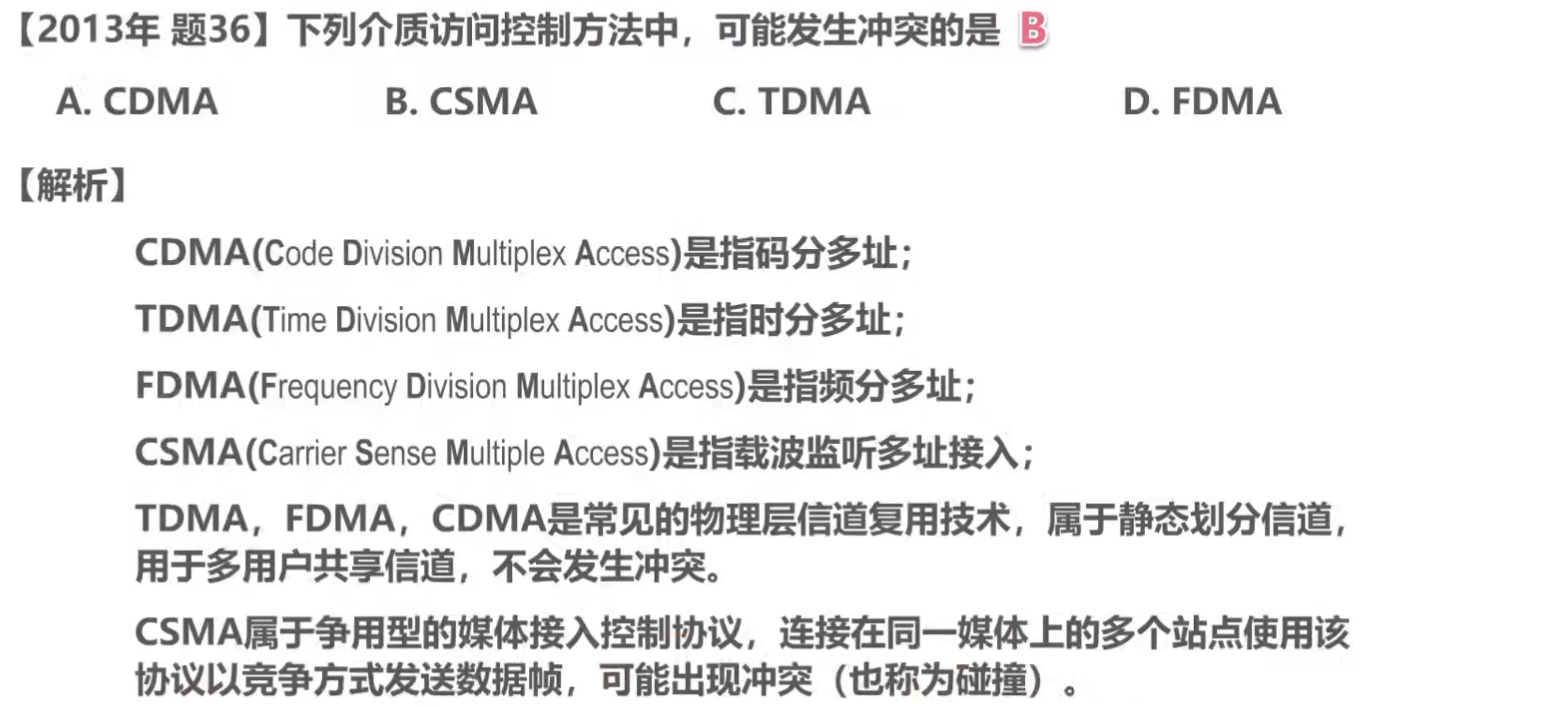 【2013年 题36】下列介质访问控制方法中，可能发生冲突的是 B
A. CDMA B. CSMA C. TDMA D. FDMA
【解析】
CDMA(Code Division Multiplex Access)是指码分多址；
TDMA(Time Division Multiplex Access)是指时分多址；
FDMA(Frequency Division Multiplex Access)是指频分多址；
CSMA(Carrier Sense Multiple Access)是指载波监听多址接入；
TDMA，FDMA，CDMA是常见的物理层信道复用技术，属于静态划分信道，
用于多用户共享信道，不会发生冲突。
CSMA属于争用型的媒体接入控制协议，连接在同一媒体上的多个站点使用该
协议以竞争方式发送数据帧，可能出现冲突（也称为碰撞）。